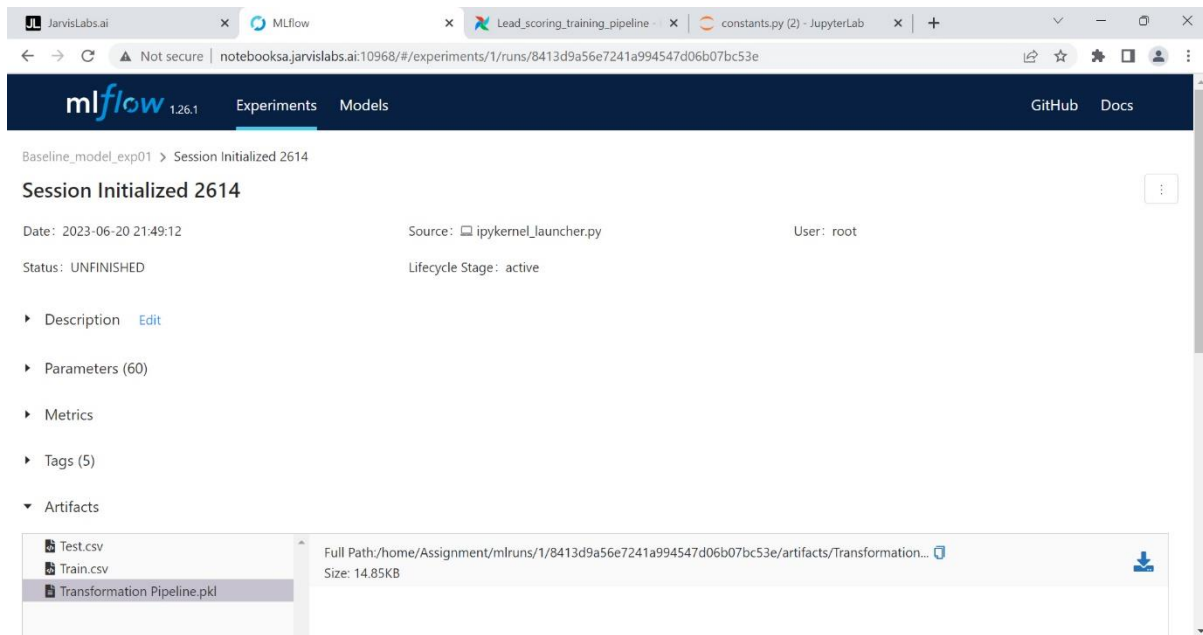 JL JarvisLabs.ai
MLflow
Lead_scoring_training_pipeline -
constants.py (2) - JupyterLab
Not secure | notebooksa.jarvislabs.ai:10968/#/experiments/1/runs/8413d9a56e7241a994547d06b07bc53e
mlflow 1.26.1 Experiments Models GitHub Docs
Baseline_model_exp01 > Session Initialized 2614
Session Initialized 2614
Date: 2023-06-20 21:49:12 Source: ipykernel_launcher.py User: root
Status: UNFINISHED Lifecycle Stage: active
Description Edit
Parameters (60)
Metrics
Tags (5)
Artifacts
Test.csv
Train.csv
Transformation Pipeline.pkl
Full Path:/home/Assignment/mlruns/1/8413d9a56e7241a994547d06b07bc53e/artifacts/Transformation...
Size: 14.85KB